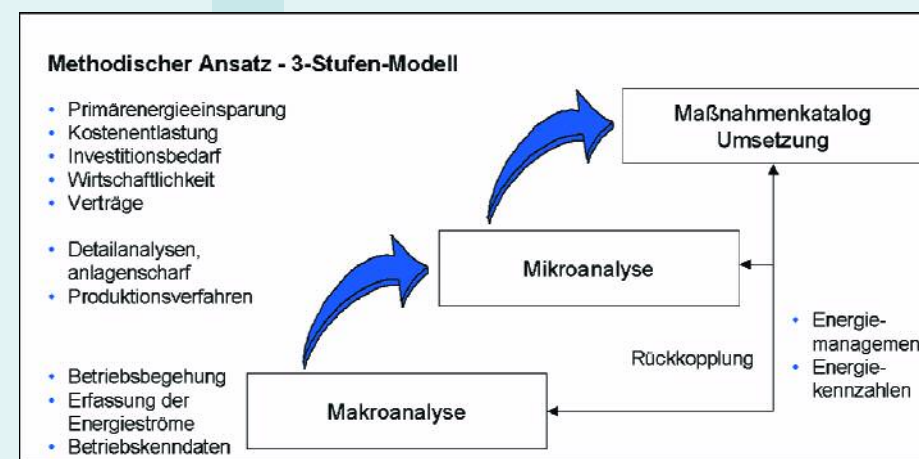 Methodischer Ansatz - 3-Stufen-Modell
• Primärenergieeinsparung
• Kostenentlastung
• Investitionsbedarf
• Wirtschaftlichkeit
• Verträge
• Detailanalysen,
anlagenscharf
• Produktionsverfahren
• Betriebsbegehung
• Erfassung der
Energieströme
• Betriebskenndaten
Maßnahmenkatalog
Umsetzung
Mikroanalyse
Makroanalyse
Rückkopplung
• Energie-
managemen
• Energie-
kennzahlen